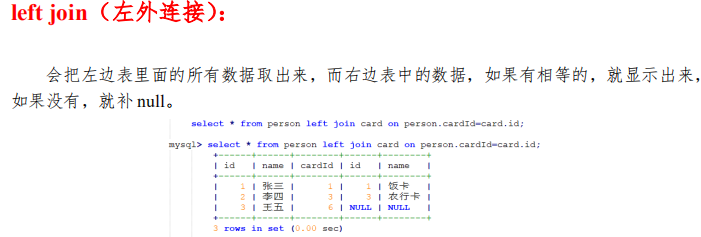 left join（左外连接）：
会把左边表里面的所有数据取出来，而右边表中的数据，如果有相等的，就显示出来，
如果没有，就补 null。
select * from person left join card on person.cardId=card.id;
mysql> select * from person left join card on person.cardId=card.id;
+------+------+--------+------+--------+
| id | name | cardId | id | name |
+------+------+--------+------+--------+
| 1 | 张三 | 1 | 1 | 饭卡 |
| 2 | 李四 | 3 | 3 | 农行卡 |
| 3 | 王五 | 6 | NULL | NULL |
+------+------+--------+------+--------+
3 rows in set (0.00 sec)